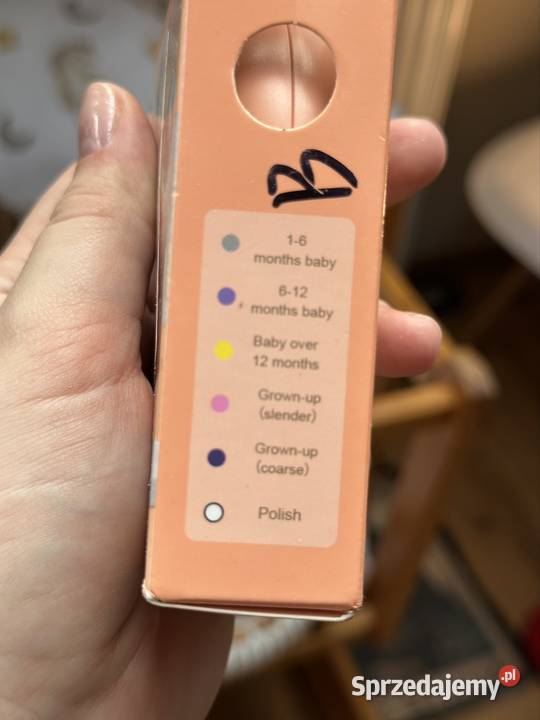 B
1-6
months baby
6-12
months baby
Baby over
12 months
Grown-up
(slender)
Grown-up
(coarse)
Polish
Sprzedajemy.pl